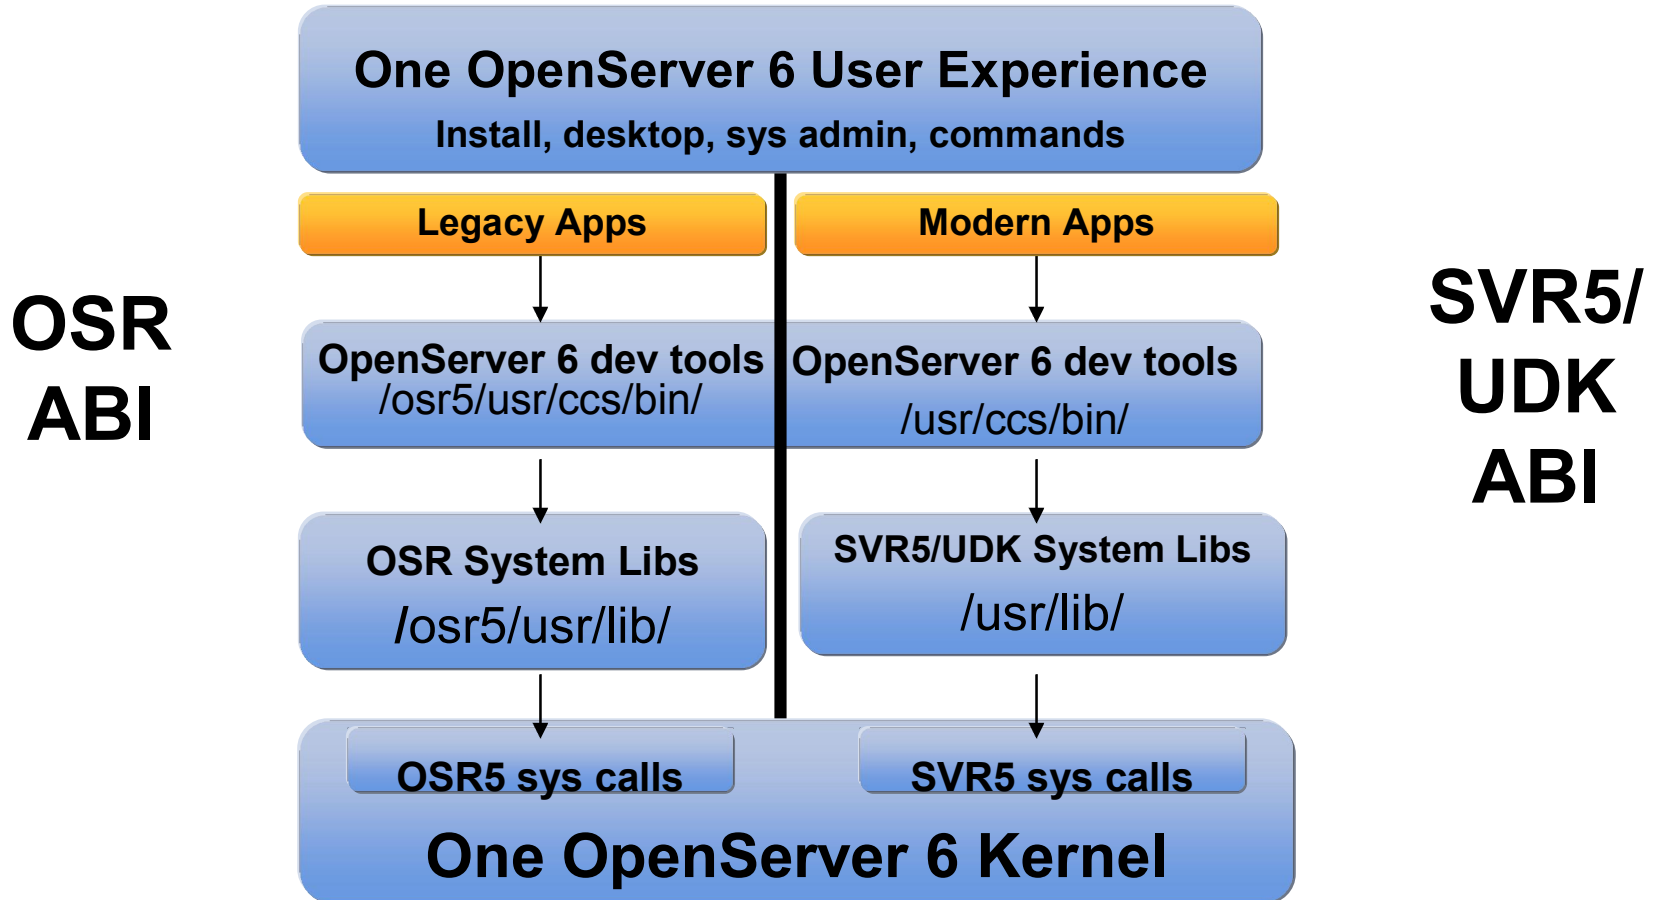 One OpenServer 6 User Experience
Install, desktop, sys admin, commands
Legacy Apps
Modern Apps
OSR
ABI
SVR5/
UDK
ABI
OpenServer 6 dev tools
/osr5/usr/ccs/bin/
OpenServer 6 dev tools
/usr/ccs/bin/
OSR System Libs
/osr5/usr/lib/
SVR5/UDK System Libs
/usr/lib/
OSR5 sys calls
SVR5 sys calls
One OpenServer 6 Kernel